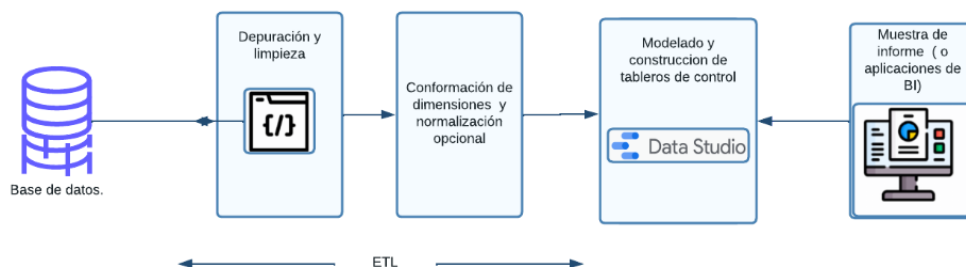 Depuración y
limpieza
{/}
Base de datos.
Conformación de
dimensiones y
normalización
opcional
Modelado y
construccion de
tableros de control
Data Studio
Muestra de
informe ( o
aplicaciones de
BI)
ETL